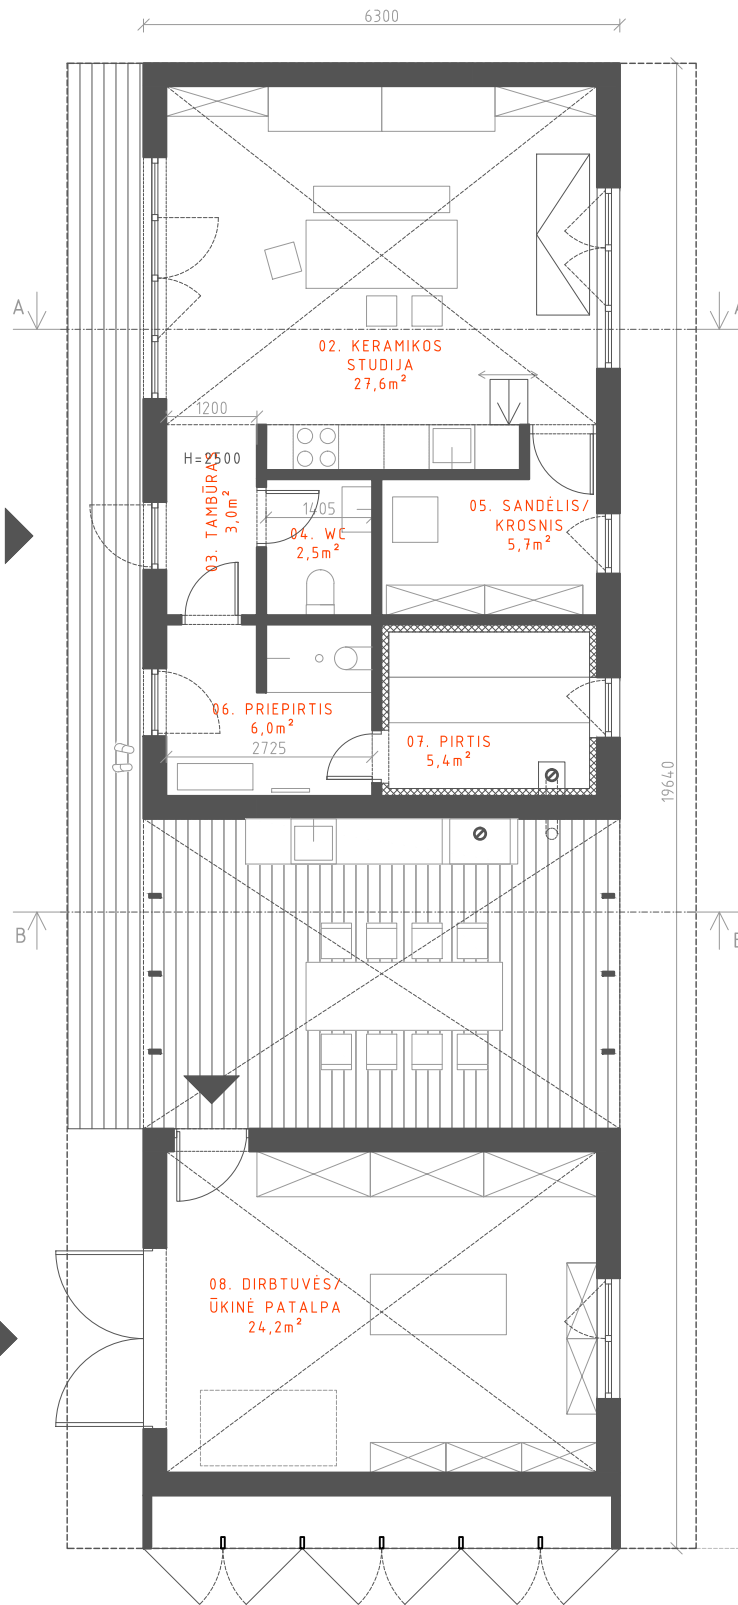 6300
A
02. KERAMIKOS
STUDIJA
27,6m²
1200
H=2500
03. TAMBŪRAS
3,0m²
1405
04. WC
2,5m²
05. SANDĖLIS/
KROSNIS
5,7m²
06. PRIEPIRTIS
6,0m²
2725
07. PIRTIS
5,4m²
19640
B
08. DIRBTUVĖS/
ŪKINĖ PATALPA
24,2m²